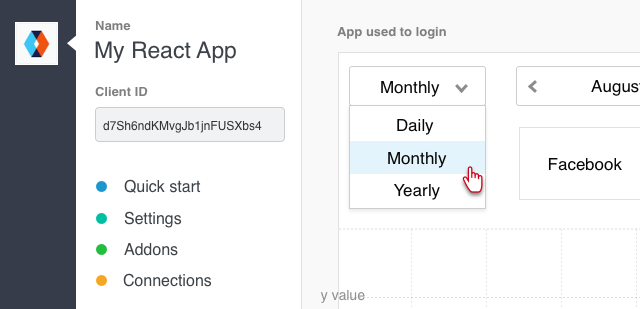 Name
My React App
Client ID
d7Sh6ndKMvgJb1jnFUSXbs4
Quick start
Settings
Addons
Connections
App used to login
Monthly
Daily
Monthly
Yearly
August
Facebook
y value